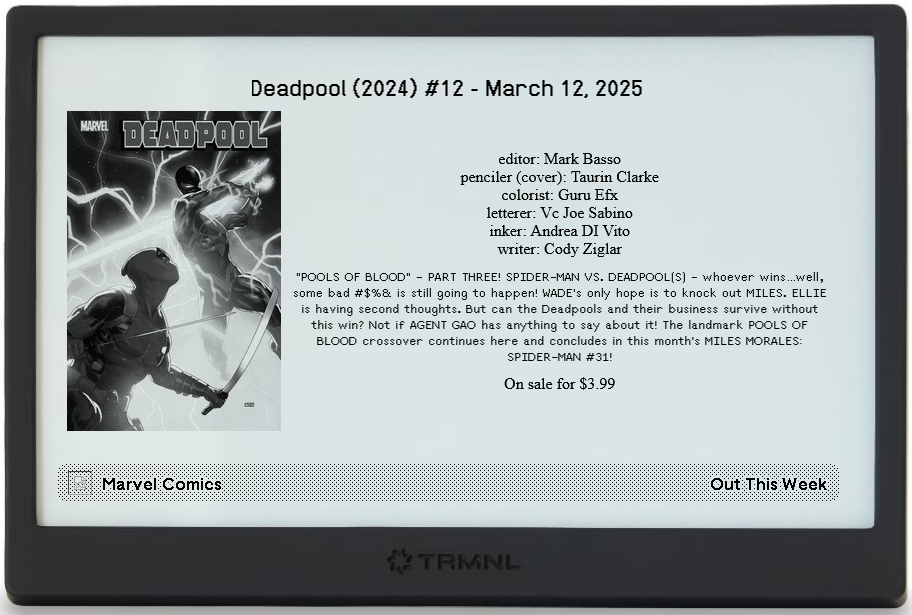 Deadpool (2024) #12 - March 12, 2025
MARVEL
DEADPOOL
editor: Mark Basso
penciler (cover): Taurin Clarke
colorist: Guru Efx
letterer: Vc Joe Sabino
inker: Andrea DI Vito
writer: Cody Ziglar
"POOLS OF BLOOD" - PART THREE! SPIDER-MAN VS. DEADPOOL(S) - whoever wins...well,
some bad #$%& is still going to happen! WADE's only hope is to knock out MILES. ELLIE
is having second thoughts. But can the Deadpools and their business survive without
this win? Not if AGENT GAO has anything to say about it! The landmark POOLS OF
BLOOD crossover continues here and concludes in this month's MILES MORALES:
SPIDER-MAN #31!
On sale for $3.99
Marvel Comics
Out This Week
TRMNL